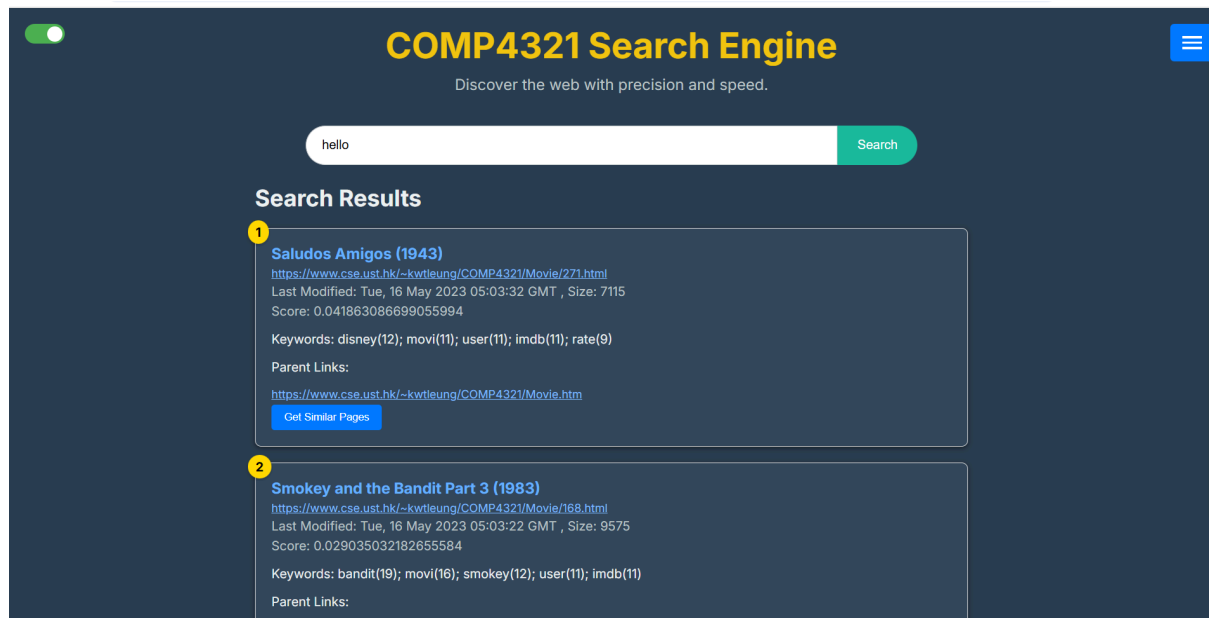 COMP4321 Search Engine
Discover the web with precision and speed.
hello
Search
Search Results
1
Saludos Amigos (1943)
https://www.cse.ust.hk/~kwtleung/COMP4321/Movie/271.html
Last Modified: Tue, 16 May 2023 05:03:32 GMT , Size: 7115
Score: 0.041863086699055994
Keywords: disney(12); movi(11); user(11); imdb(11); rate(9)
Parent Links:
https://www.cse.ust.hk/~kwtleung/COMP4321/Movie.htm
Get Similar Pages
2
Smokey and the Bandit Part 3 (1983)
https://www.cse.ust.hk/~kwtleung/COMP4321/Movie/168.html
Last Modified: Tue, 16 May 2023 05:03:22 GMT , Size: 9575
Score: 0.029035032182655584
Keywords: bandit(19); movi(16); smokey(12); user(11); imdb(11)
Parent Links: